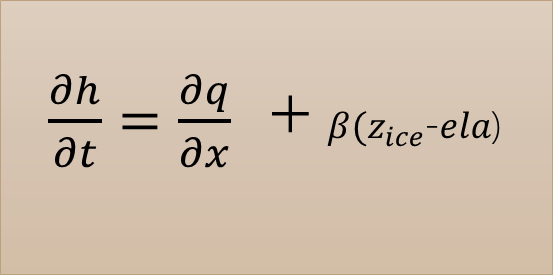 ∂h/∂t = ∂q/∂x + β(z_ice-ela)